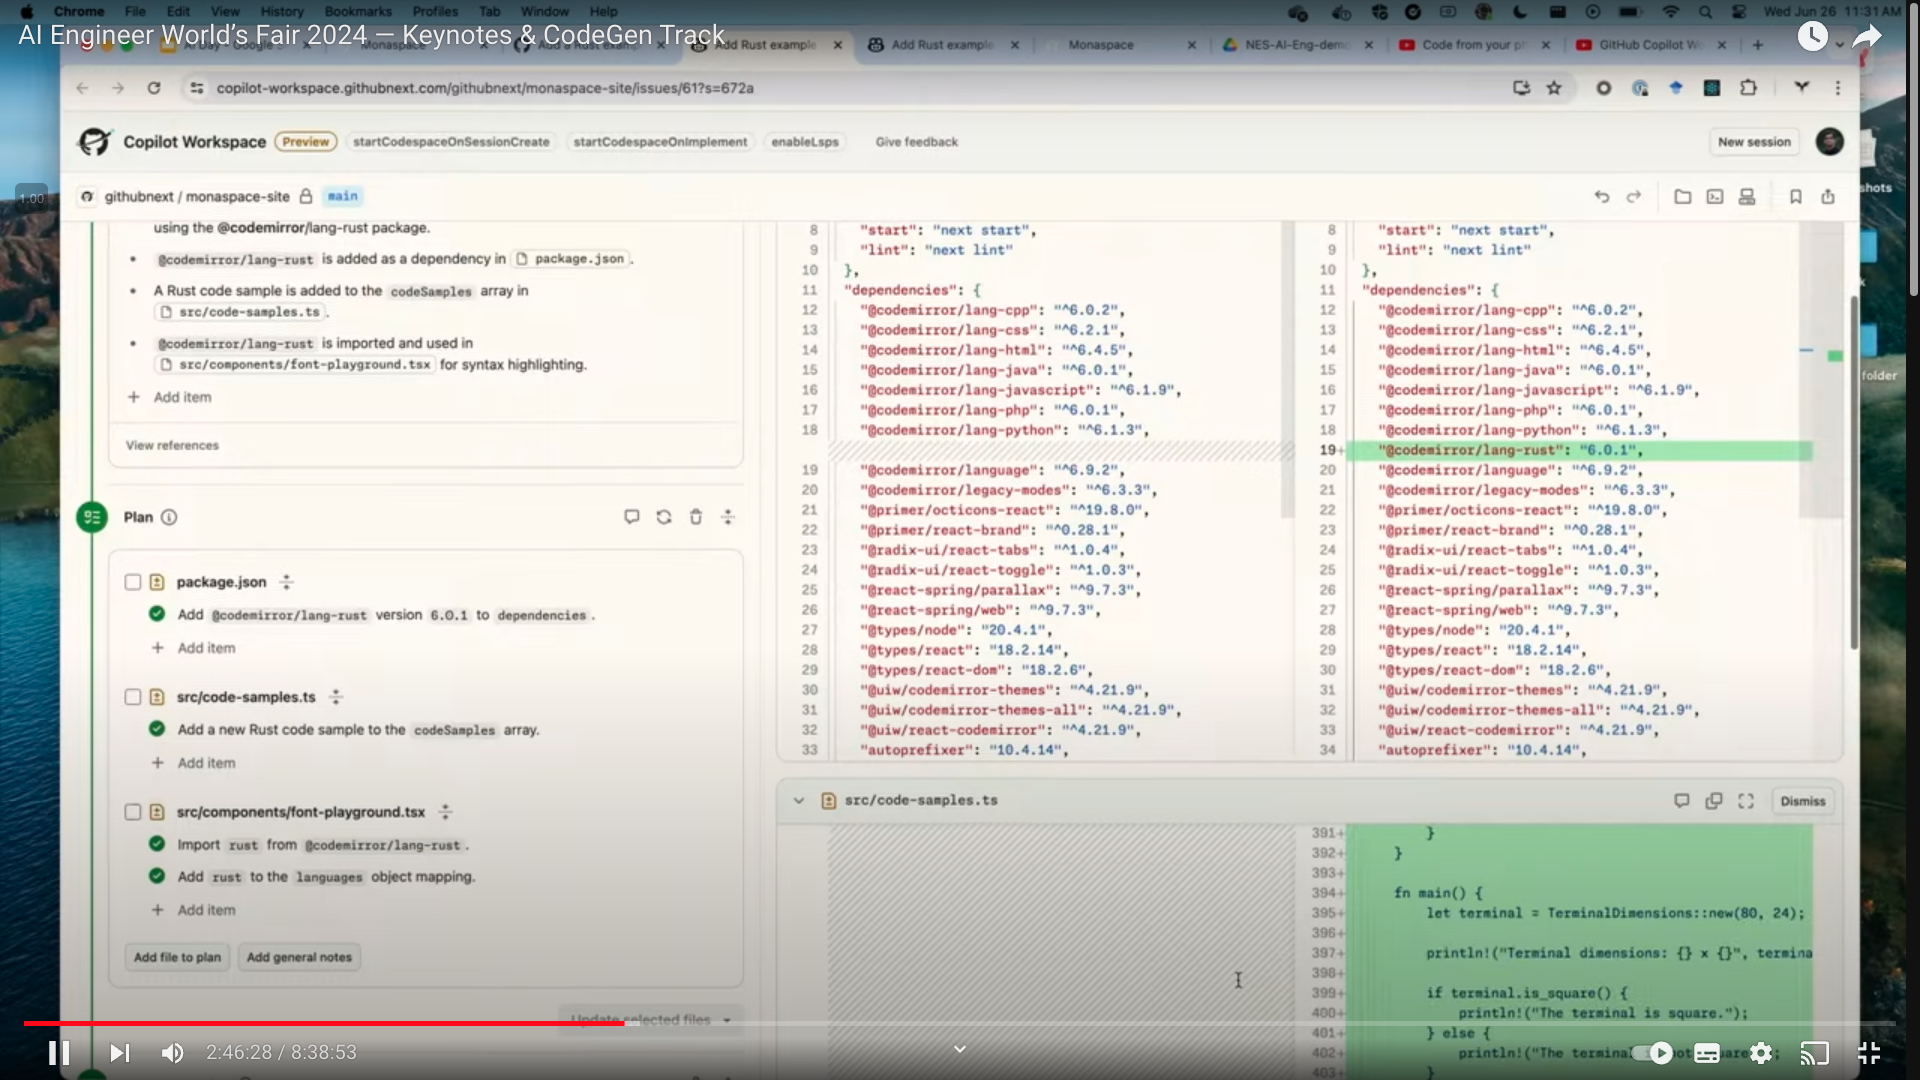 Chrome File Edit View History Bookmarks Profiles Tab Window Help
Wed Jun 26 11:31 AM
AI Engineer World's Fair 2024 — Keynotes & CodeGen Track
Add Rust example
Add Rust example
Monaspace
NES-AI-Eng-demo
Code from your ph
GitHub Copilot Wo
copilot-workspace.githubnext.com/githubnext/monaspace-site/issues/61?s=672a
Copilot Workspace Preview startCodespaceOnSessionCreate startCodespaceOnImplement enableLsps Give feedback New session
1.00
githubnext / monaspace-site main
shots
folder
using the @codemirror/lang-rust package.
@codemirror/lang-rust is added as a dependency in package.json.
A Rust code sample is added to the codeSamples array in
src/code-samples.ts.
@codemirror/lang-rust is imported and used in
src/components/font-playground.tsx for syntax highlighting.
+ Add item
View references
Plan
package.json
Add @codemirror/lang-rust version 6.0.1 to dependencies.
+ Add item
src/code-samples.ts
Add a new Rust code sample to the codeSamples array.
+ Add item
src/components/font-playground.tsx
Import rust from @codemirror/lang-rust.
Add rust to the languages object mapping.
+ Add item
Add file to plan Add general notes
Update selected files
8 "start": "next start",
9 "lint": "next lint"
10 },
11 "dependencies": {
12 "@codemirror/lang-cpp": "^6.0.2",
13 "@codemirror/lang-css": "^6.2.1",
14 "@codemirror/lang-html": "^6.4.5",
15 "@codemirror/lang-java": "^6.0.1",
16 "@codemirror/lang-javascript": "^6.1.9",
17 "@codemirror/lang-php": "^6.0.1",
18 "@codemirror/lang-python": "^6.1.3",
19 "@codemirror/language": "^6.9.2",
20 "@codemirror/legacy-modes": "^6.3.3",
21 "@primer/octicons-react": "^19.8.0",
22 "@primer/react-brand": "^0.28.1",
23 "@radix-ui/react-tabs": "^1.0.4",
24 "@radix-ui/react-toggle": "^1.0.3",
25 "@react-spring/parallax": "^9.7.3",
26 "@react-spring/web": "^9.7.3",
27 "@types/node": "20.4.1",
28 "@types/react": "18.2.14",
29 "@types/react-dom": "18.2.6",
30 "@uiw/codemirror-themes": "^4.21.9",
31 "@uiw/codemirror-themes-all": "^4.21.9",
32 "@uiw/react-codemirror": "^4.21.9",
33 "autoprefixer": "10.4.14",
8 "start": "next start",
9 "lint": "next lint"
10 },
11 "dependencies": {
12 "@codemirror/lang-cpp": "^6.0.2",
13 "@codemirror/lang-css": "^6.2.1",
14 "@codemirror/lang-html": "^6.4.5",
15 "@codemirror/lang-java": "^6.0.1",
16 "@codemirror/lang-javascript": "^6.1.9",
17 "@codemirror/lang-php": "^6.0.1",
18 "@codemirror/lang-python": "^6.1.3",
19+ "@codemirror/lang-rust": "6.0.1",
20 "@codemirror/language": "^6.9.2",
21 "@codemirror/legacy-modes": "^6.3.3",
22 "@primer/octicons-react": "^19.8.0",
23 "@primer/react-brand": "^0.28.1",
24 "@radix-ui/react-tabs": "^1.0.4",
25 "@radix-ui/react-toggle": "^1.0.3",
26 "@react-spring/parallax": "^9.7.3",
27 "@react-spring/web": "^9.7.3",
28 "@types/node": "20.4.1",
29 "@types/react": "18.2.14",
30 "@types/react-dom": "18.2.6",
31 "@uiw/codemirror-themes": "^4.21.9",
32 "@uiw/codemirror-themes-all": "^4.21.9",
33 "@uiw/react-codemirror": "^4.21.9",
34 "autoprefixer": "10.4.14",
src/code-samples.ts Dismiss
391+ }
392+ }
393+
394+ fn main() {
395+ let terminal = TerminalDimensions::new(80, 24);
396+
397+ println!("Terminal dimensions: {} x {}", termina
398+
399+ if terminal.is_square() {
400+ println!("The terminal is square.");
401+ } else {
402+ println!("The terminal
403+ }
2:46:28 / 8:38:53